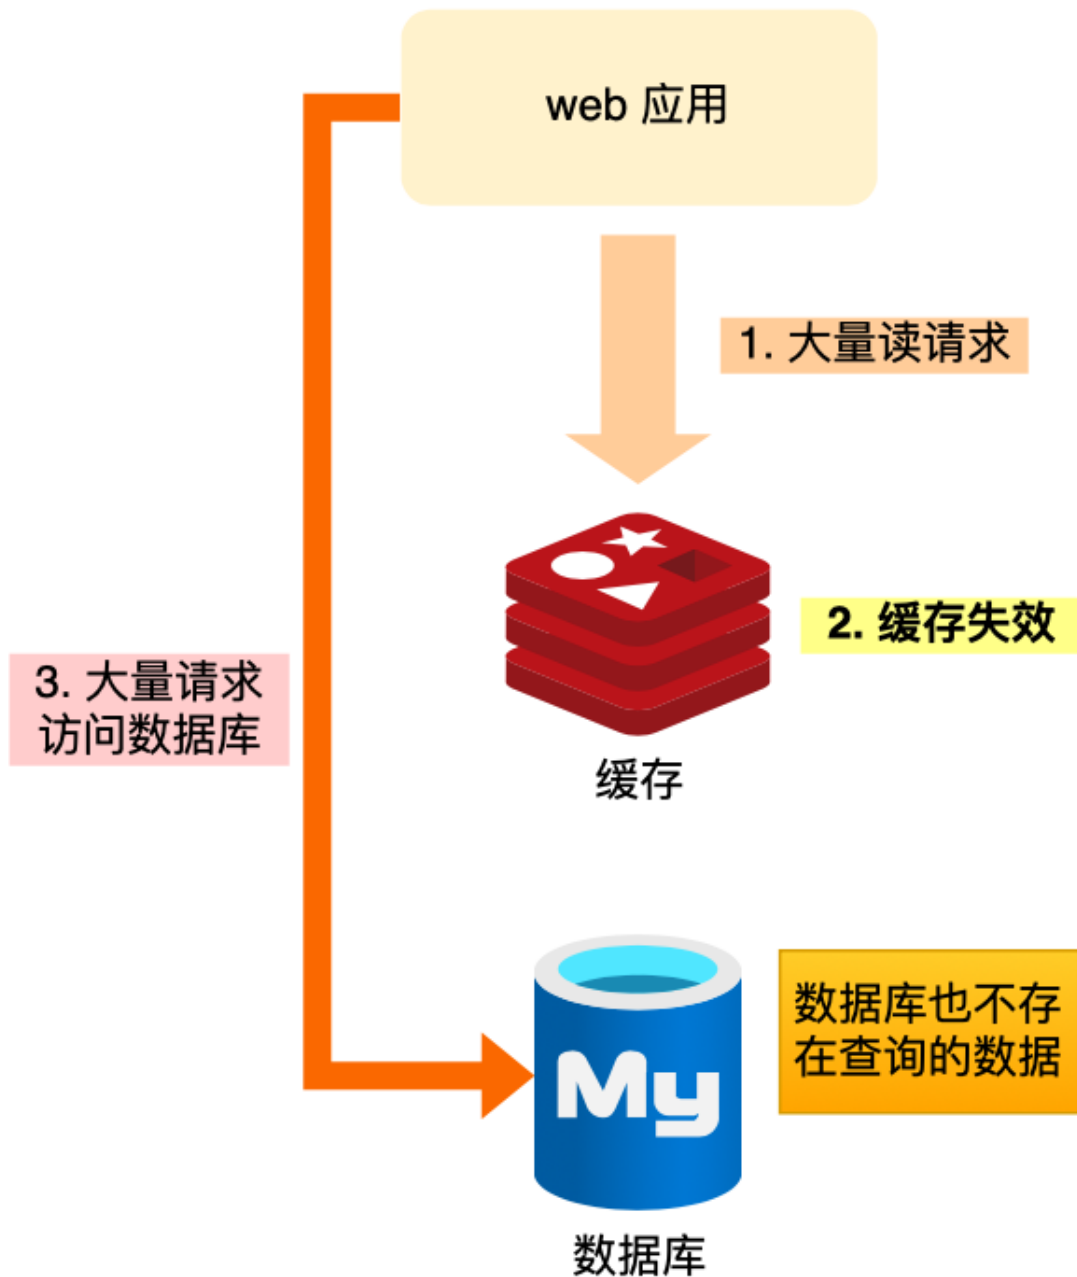 web 应用
1. 大量读请求
2. 缓存失效
3. 大量请求
访问数据库
缓存
数据库也不存
在查询的数据
My
数据库